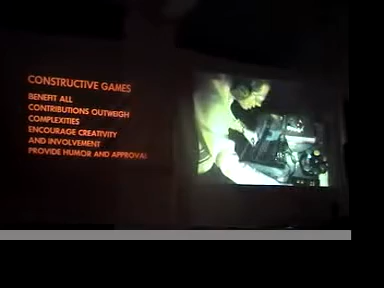 CONSTRUCTIVE GAMES
BENEFIT ALL
CONTRIBUTIONS OUTWEIGH
COMPLEXITIES
ENCOURAGE CREATIVITY
AND INVOLVEMENT
PROVIDE HUMOR AND APPROVAL